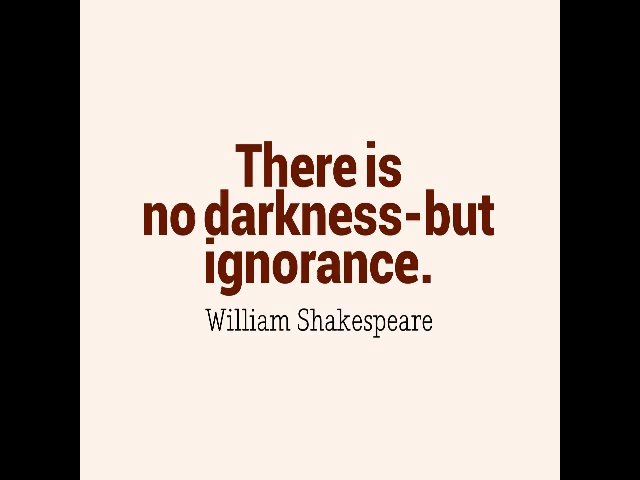 There is
no darkness-but
ignorance.
William Shakespeare